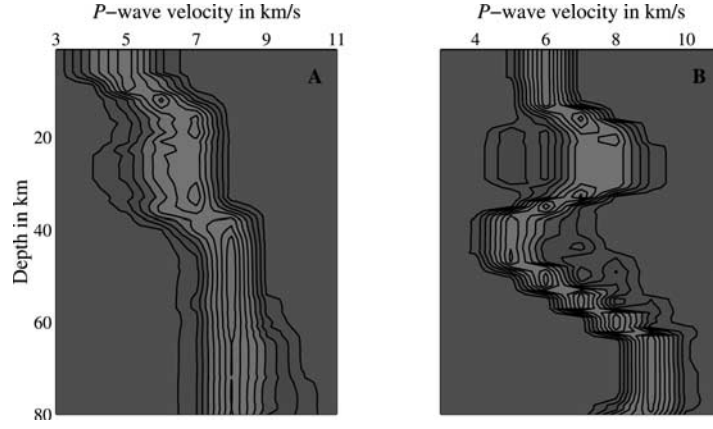 P−wave velocity in km/s
3 5 7 9 11
A
Depth in km
20
40
60
80
P−wave velocity in km/s
4 6 8 10
B